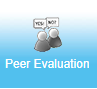 YES! NO!
Peer Evaluation